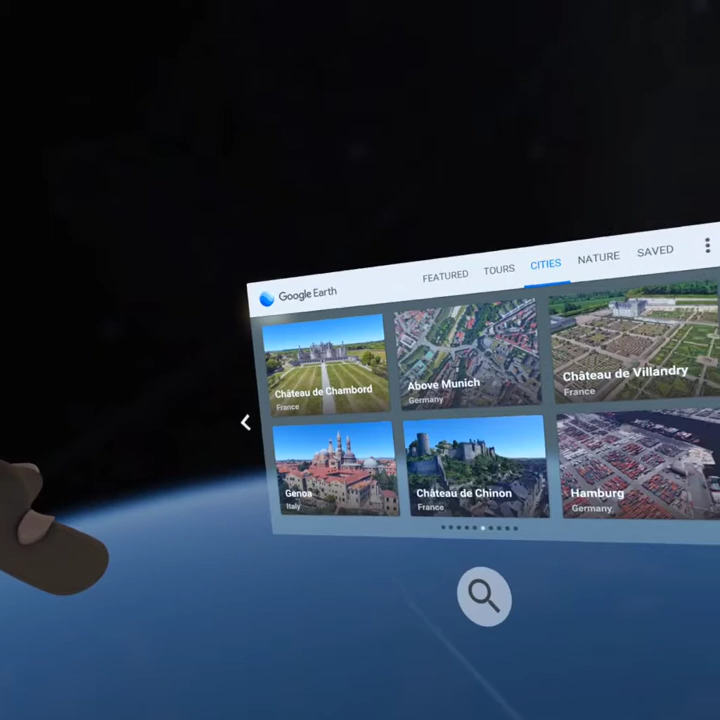 Google Earth
FEATURED
TOURS
CITIES
NATURE
SAVED
Château de Chambord
France
Above Munich
Germany
Château de Villandry
France
Genoa
Italy
Château de Chinon
France
Hamburg
Germany